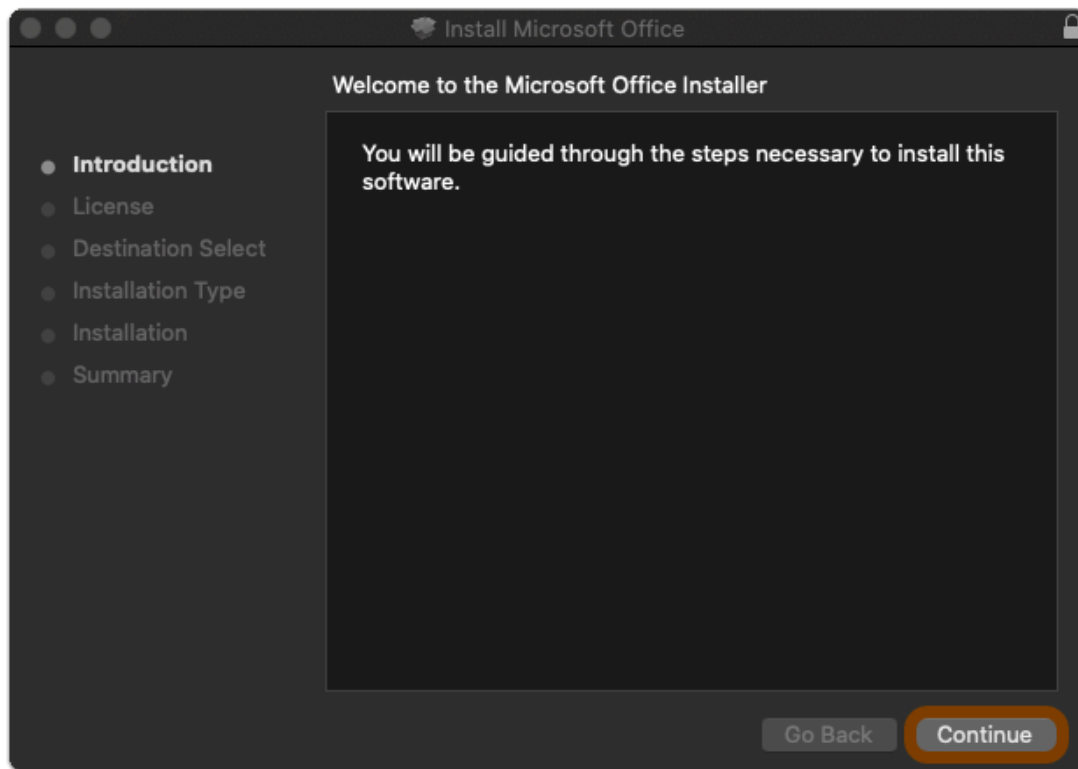 Install Microsoft Office
Welcome to the Microsoft Office Installer
Introduction
License
Destination Select
Installation Type
Installation
Summary
You will be guided through the steps necessary to install this
software.
Go Back
Continue